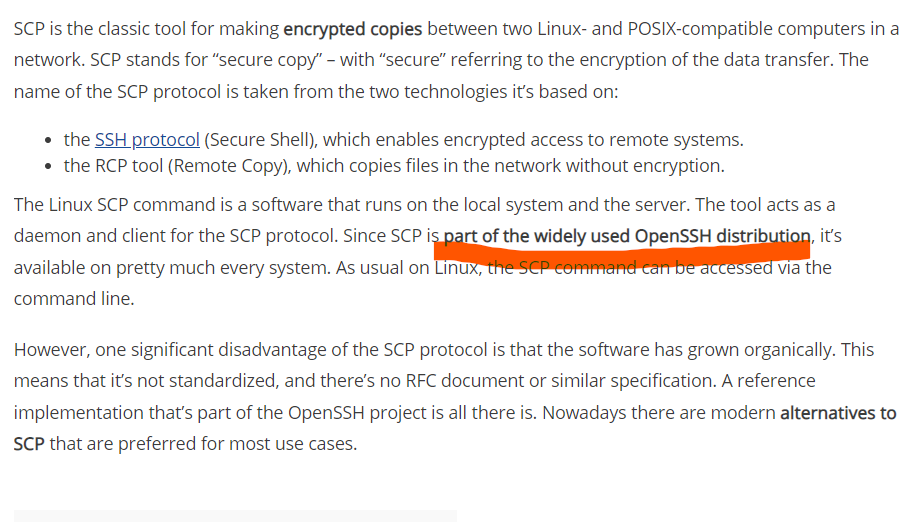 SCP is the classic tool for making encrypted copies between two Linux- and POSIX-compatible computers in a
network. SCP stands for “secure copy” – with “secure” referring to the encryption of the data transfer. The
name of the SCP protocol is taken from the two technologies it’s based on:
• the SSH protocol (Secure Shell), which enables encrypted access to remote systems.
• the RCP tool (Remote Copy), which copies files in the network without encryption.
The Linux SCP command is a software that runs on the local system and the server. The tool acts as a
daemon and client for the SCP protocol. Since SCP is part of the widely used OpenSSH distribution, it’s
available on pretty much every system. As usual on Linux, the SCP command can be accessed via the
command line.
However, one significant disadvantage of the SCP protocol is that the software has grown organically. This
means that it’s not standardized, and there’s no RFC document or similar specification. A reference
implementation that’s part of the OpenSSH project is all there is. Nowadays there are modern alternatives to
SCP that are preferred for most use cases.